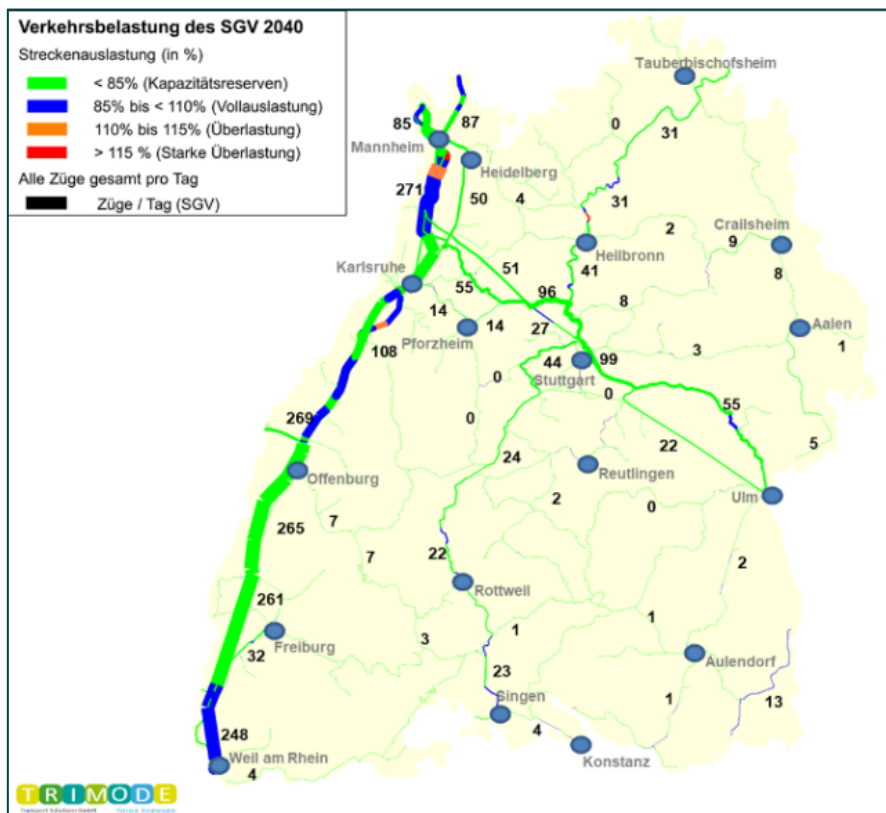 Verkehrsbelastung des SGV 2040
Streckenauslastung (in %)
< 85% (Kapazitätsreserven)
85% bis < 110% (Vollauslastung)
110% bis 115% (Überlastung)
> 115 % (Starke Überlastung)
Alle Züge gesamt pro Tag
Züge / Tag (SGV)
Tauberbischofsheim
85
87
0
31
Mannheim
Heidelberg
271
50
4
31
2
Crailsheim
9
Heilbronn
Karlsruhe
51
41
8
55
96
8
14
14
27
Pforzheim
Aalen
108
44
99
3
1
Stuttgart
0
0
55
269
0
5
24
22
Offenburg
Reutlingen
2
0
Ulm
265
7
7
22
2
Rottweil
261
1
1
Freiburg
3
32
Aulendorf
23
Singen
1
13
248
4
Weil am Rhein
Konstanz
4
TRIMODE
Transport Solutions GmbH